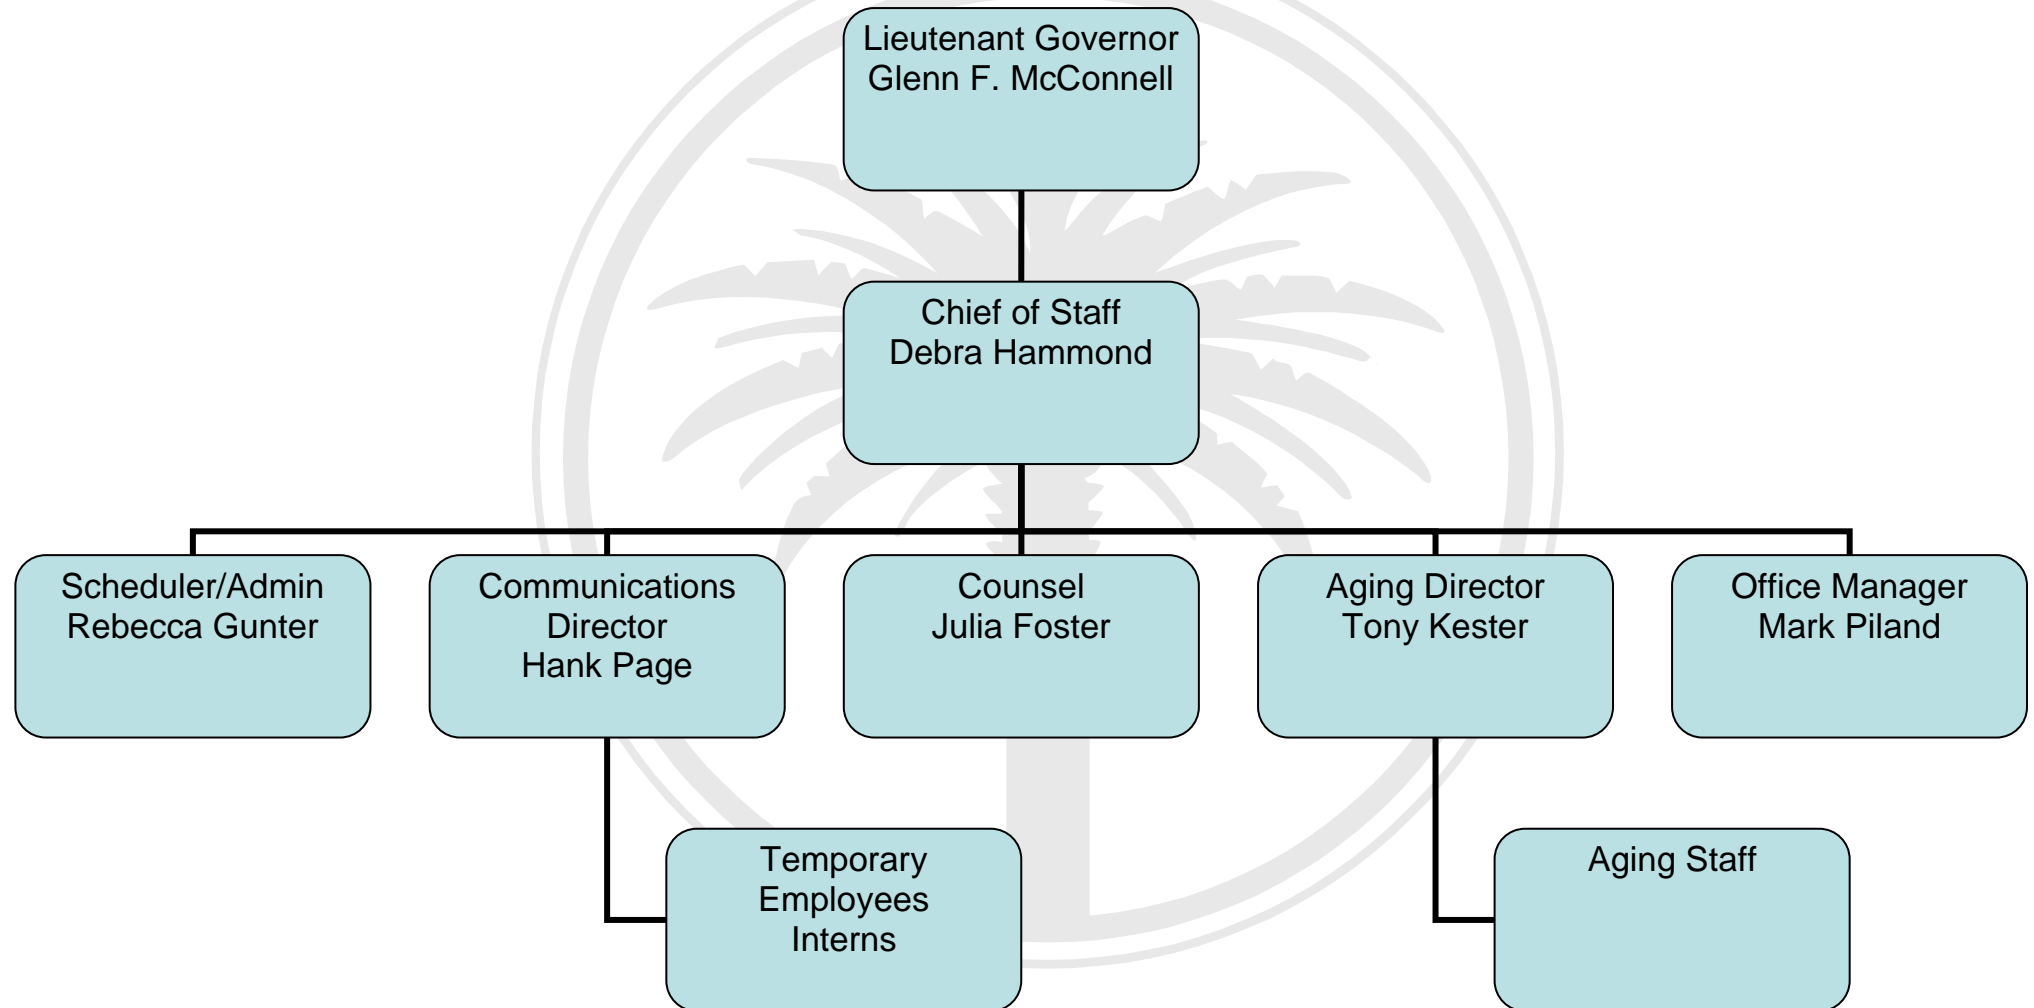 Lieutenant Governor
Glenn F. McConnell
Chief of Staff
Debra Hammond
Scheduler/Admin
Rebecca Gunter
Communications
Director
Hank Page
Counsel
Julia Foster
Aging Director
Tony Kester
Office Manager
Mark Piland
Temporary
Employees
Interns
Aging Staff